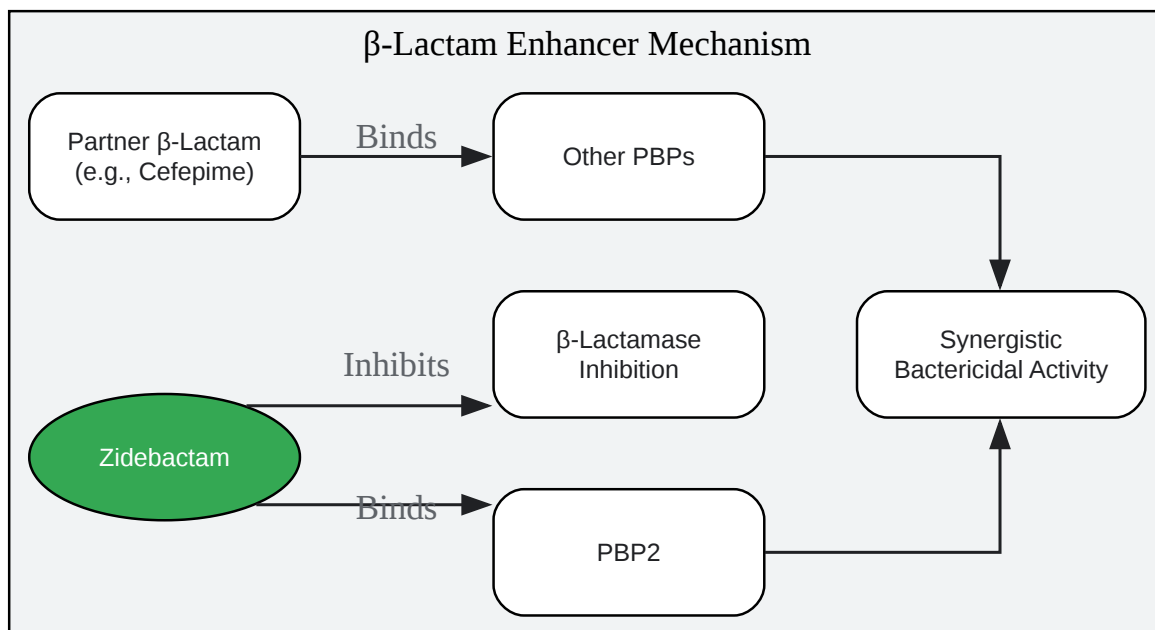 β-Lactam Enhancer Mechanism
Partner β-Lactam
(e.g., Cefepime)
Binds
Other PBPs
Inhibits
β-Lactamase
Inhibition
Synergistic
Bactericidal Activity
Zidebactam
Binds
PBP2